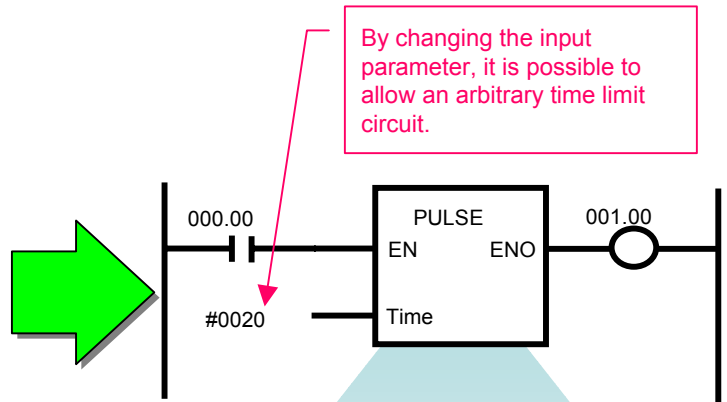 By changing the input
parameter, it is possible to
allow an arbitrary time limit
circuit.
000.00
PULSE
001.00
EN
ENO
#0020
Time